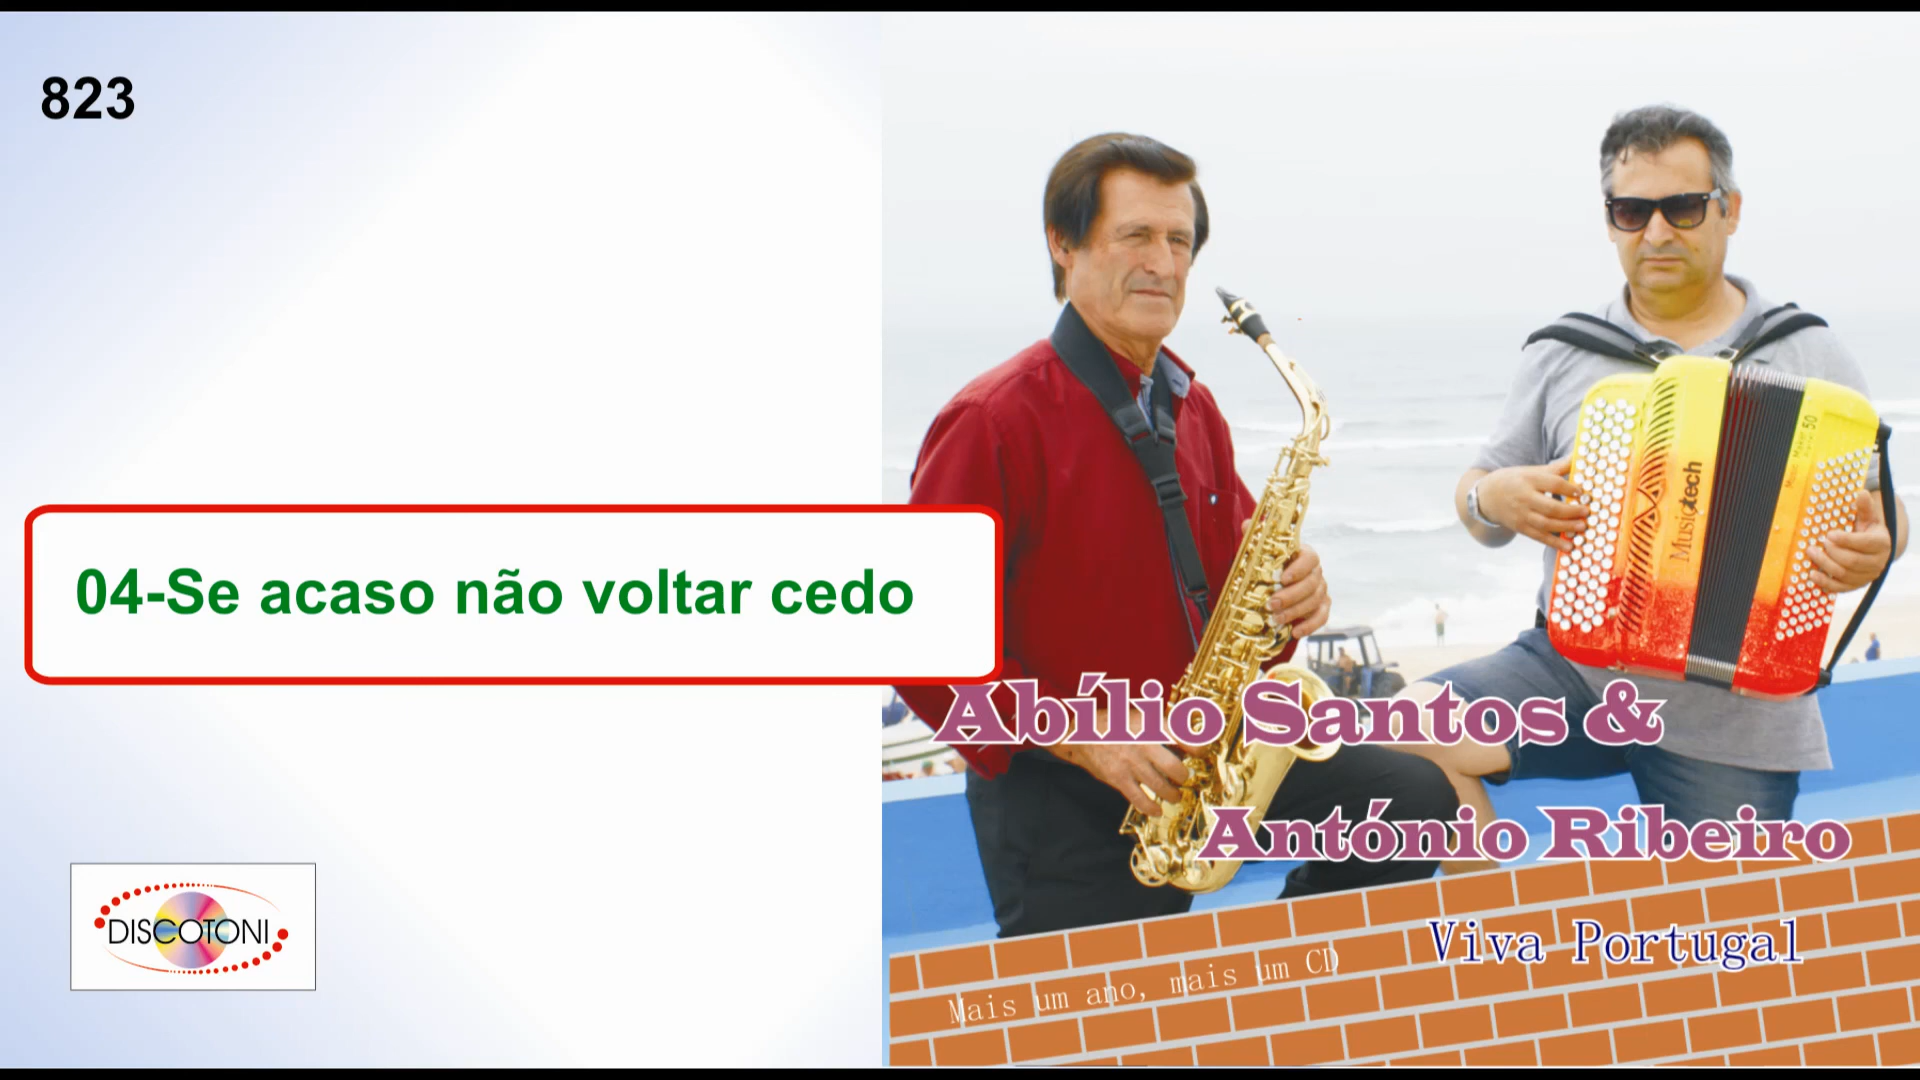 823
04-Se acaso não voltar cedo
DISCOTONI
Musictech
50
Abílio Santos &
António Ribeiro
Viva Portugal
Mais um ano, mais um CD